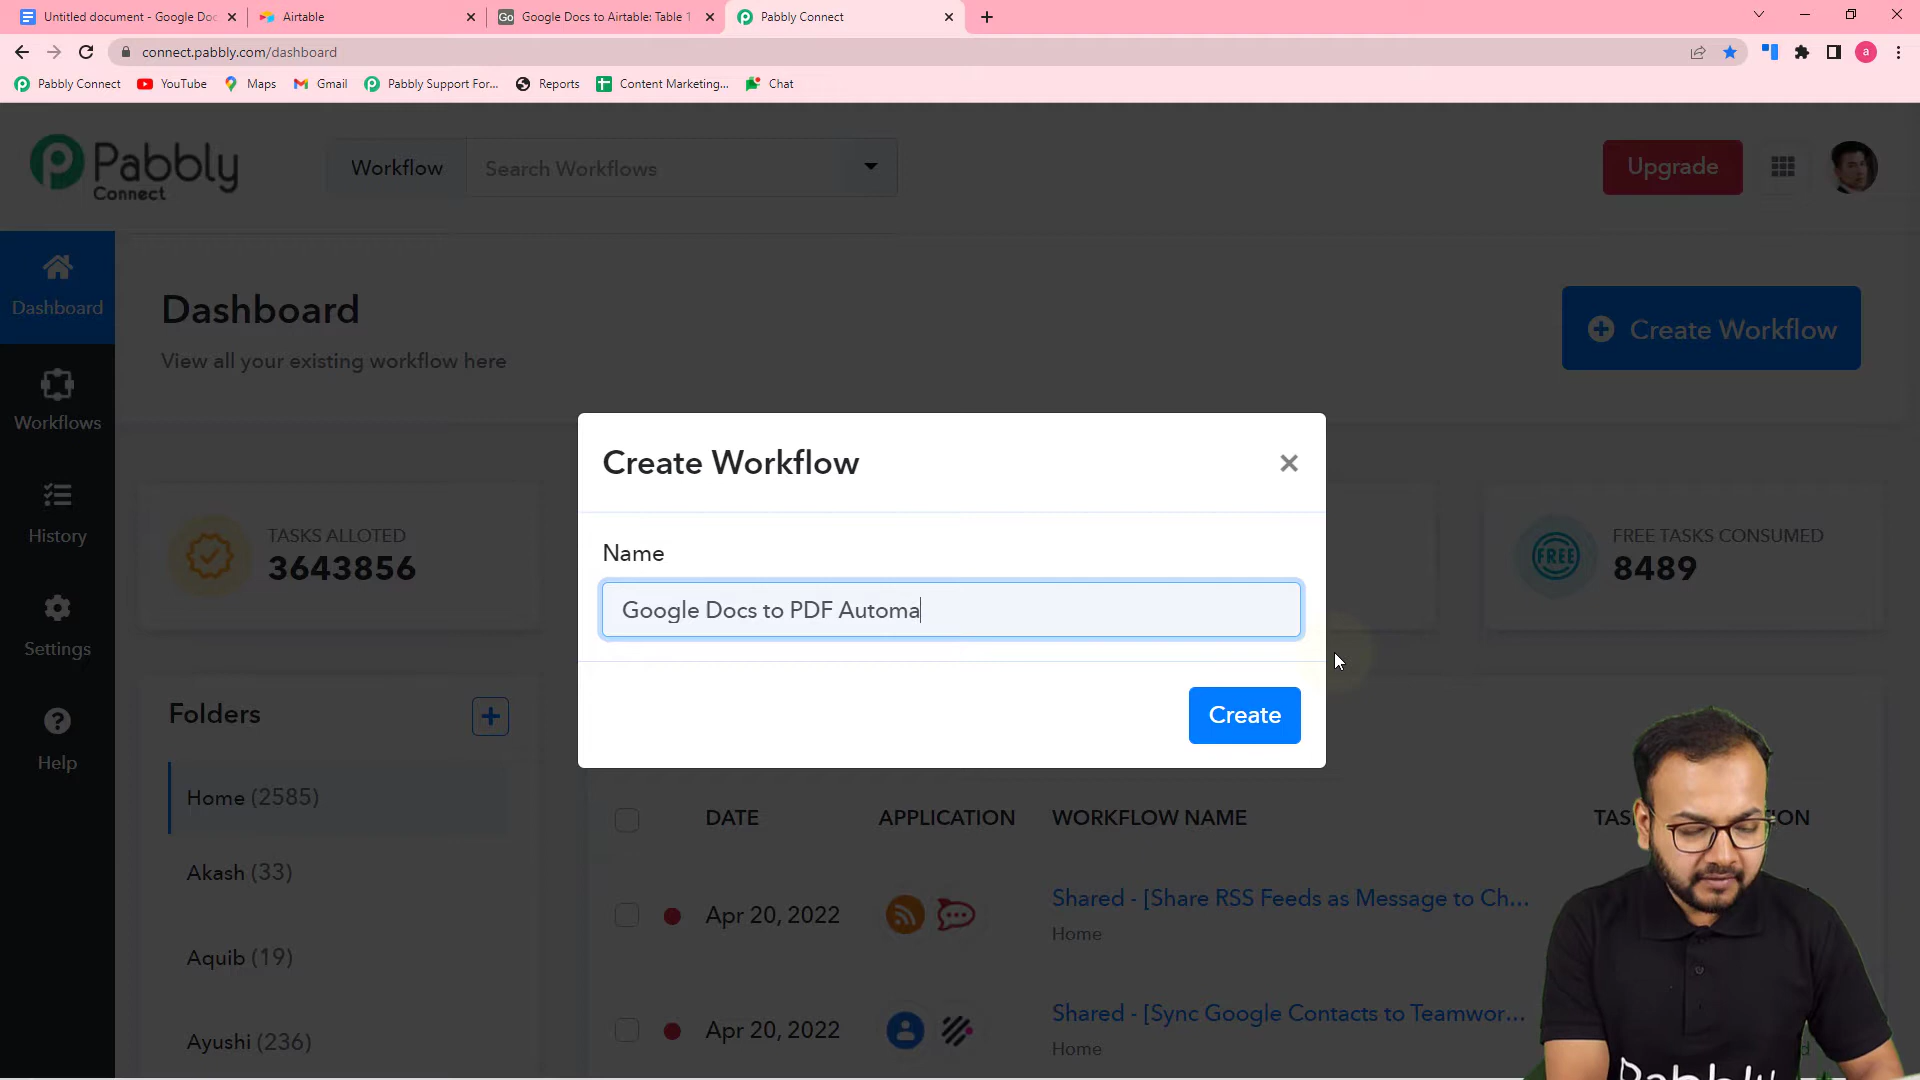 Untitled document - Google Doc
Airtable
Go
Google Docs to Airtable: Table 1
Pabbly Connect
connect.pabbly.com/dashboard
a
Pabbly Connect
YouTube
Maps
Gmail
Pabbly Support For...
Reports
Content Marketing...
Chat
Pabbly
Connect
Workflow
Search Workflows
Upgrade
Dashboard
Dashboard
View all your existing workflow here
Create Workflow
Workflows
Create Workflow
History
TASKS ALLOTED
3643856
Name
Google Docs to PDF Automa
FREE
FREE TASKS CONSUMED
8489
Settings
Create
Folders
Help
Home (2585)
DATE
APPLICATION
WORKFLOW NAME
TAS
ON
Akash (33)
Apr 20, 2022
Shared - [Share RSS Feeds as Message to Ch...
Home
Aquib (19)
Apr 20, 2022
Shared - [Sync Google Contacts to Teamwor...
Home
Ayushi (236)
Pabbly